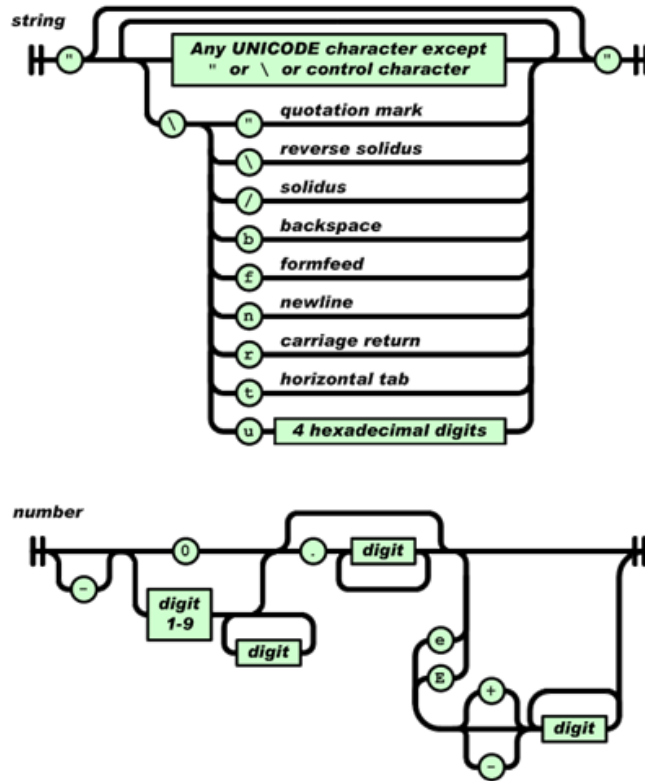 string
"
Any UNICODE character except
" or \ or control character
"
\
" quotation mark
\ reverse solidus
/ solidus
b backspace
f formfeed
n newline
r carriage return
t horizontal tab
u 4 hexadecimal digits
number
-
0
.
digit
digit
1-9
digit
e
E
+
-
digit